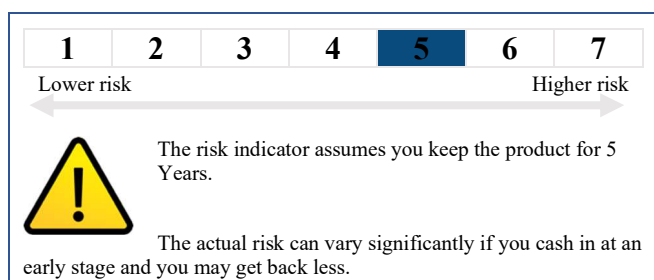 1 2 3 4 5 6 7
Lower risk Higher risk
!
The risk indicator assumes you keep the product for 5
Years.
The actual risk can vary significantly if you cash in at an
early stage and you may get back less.